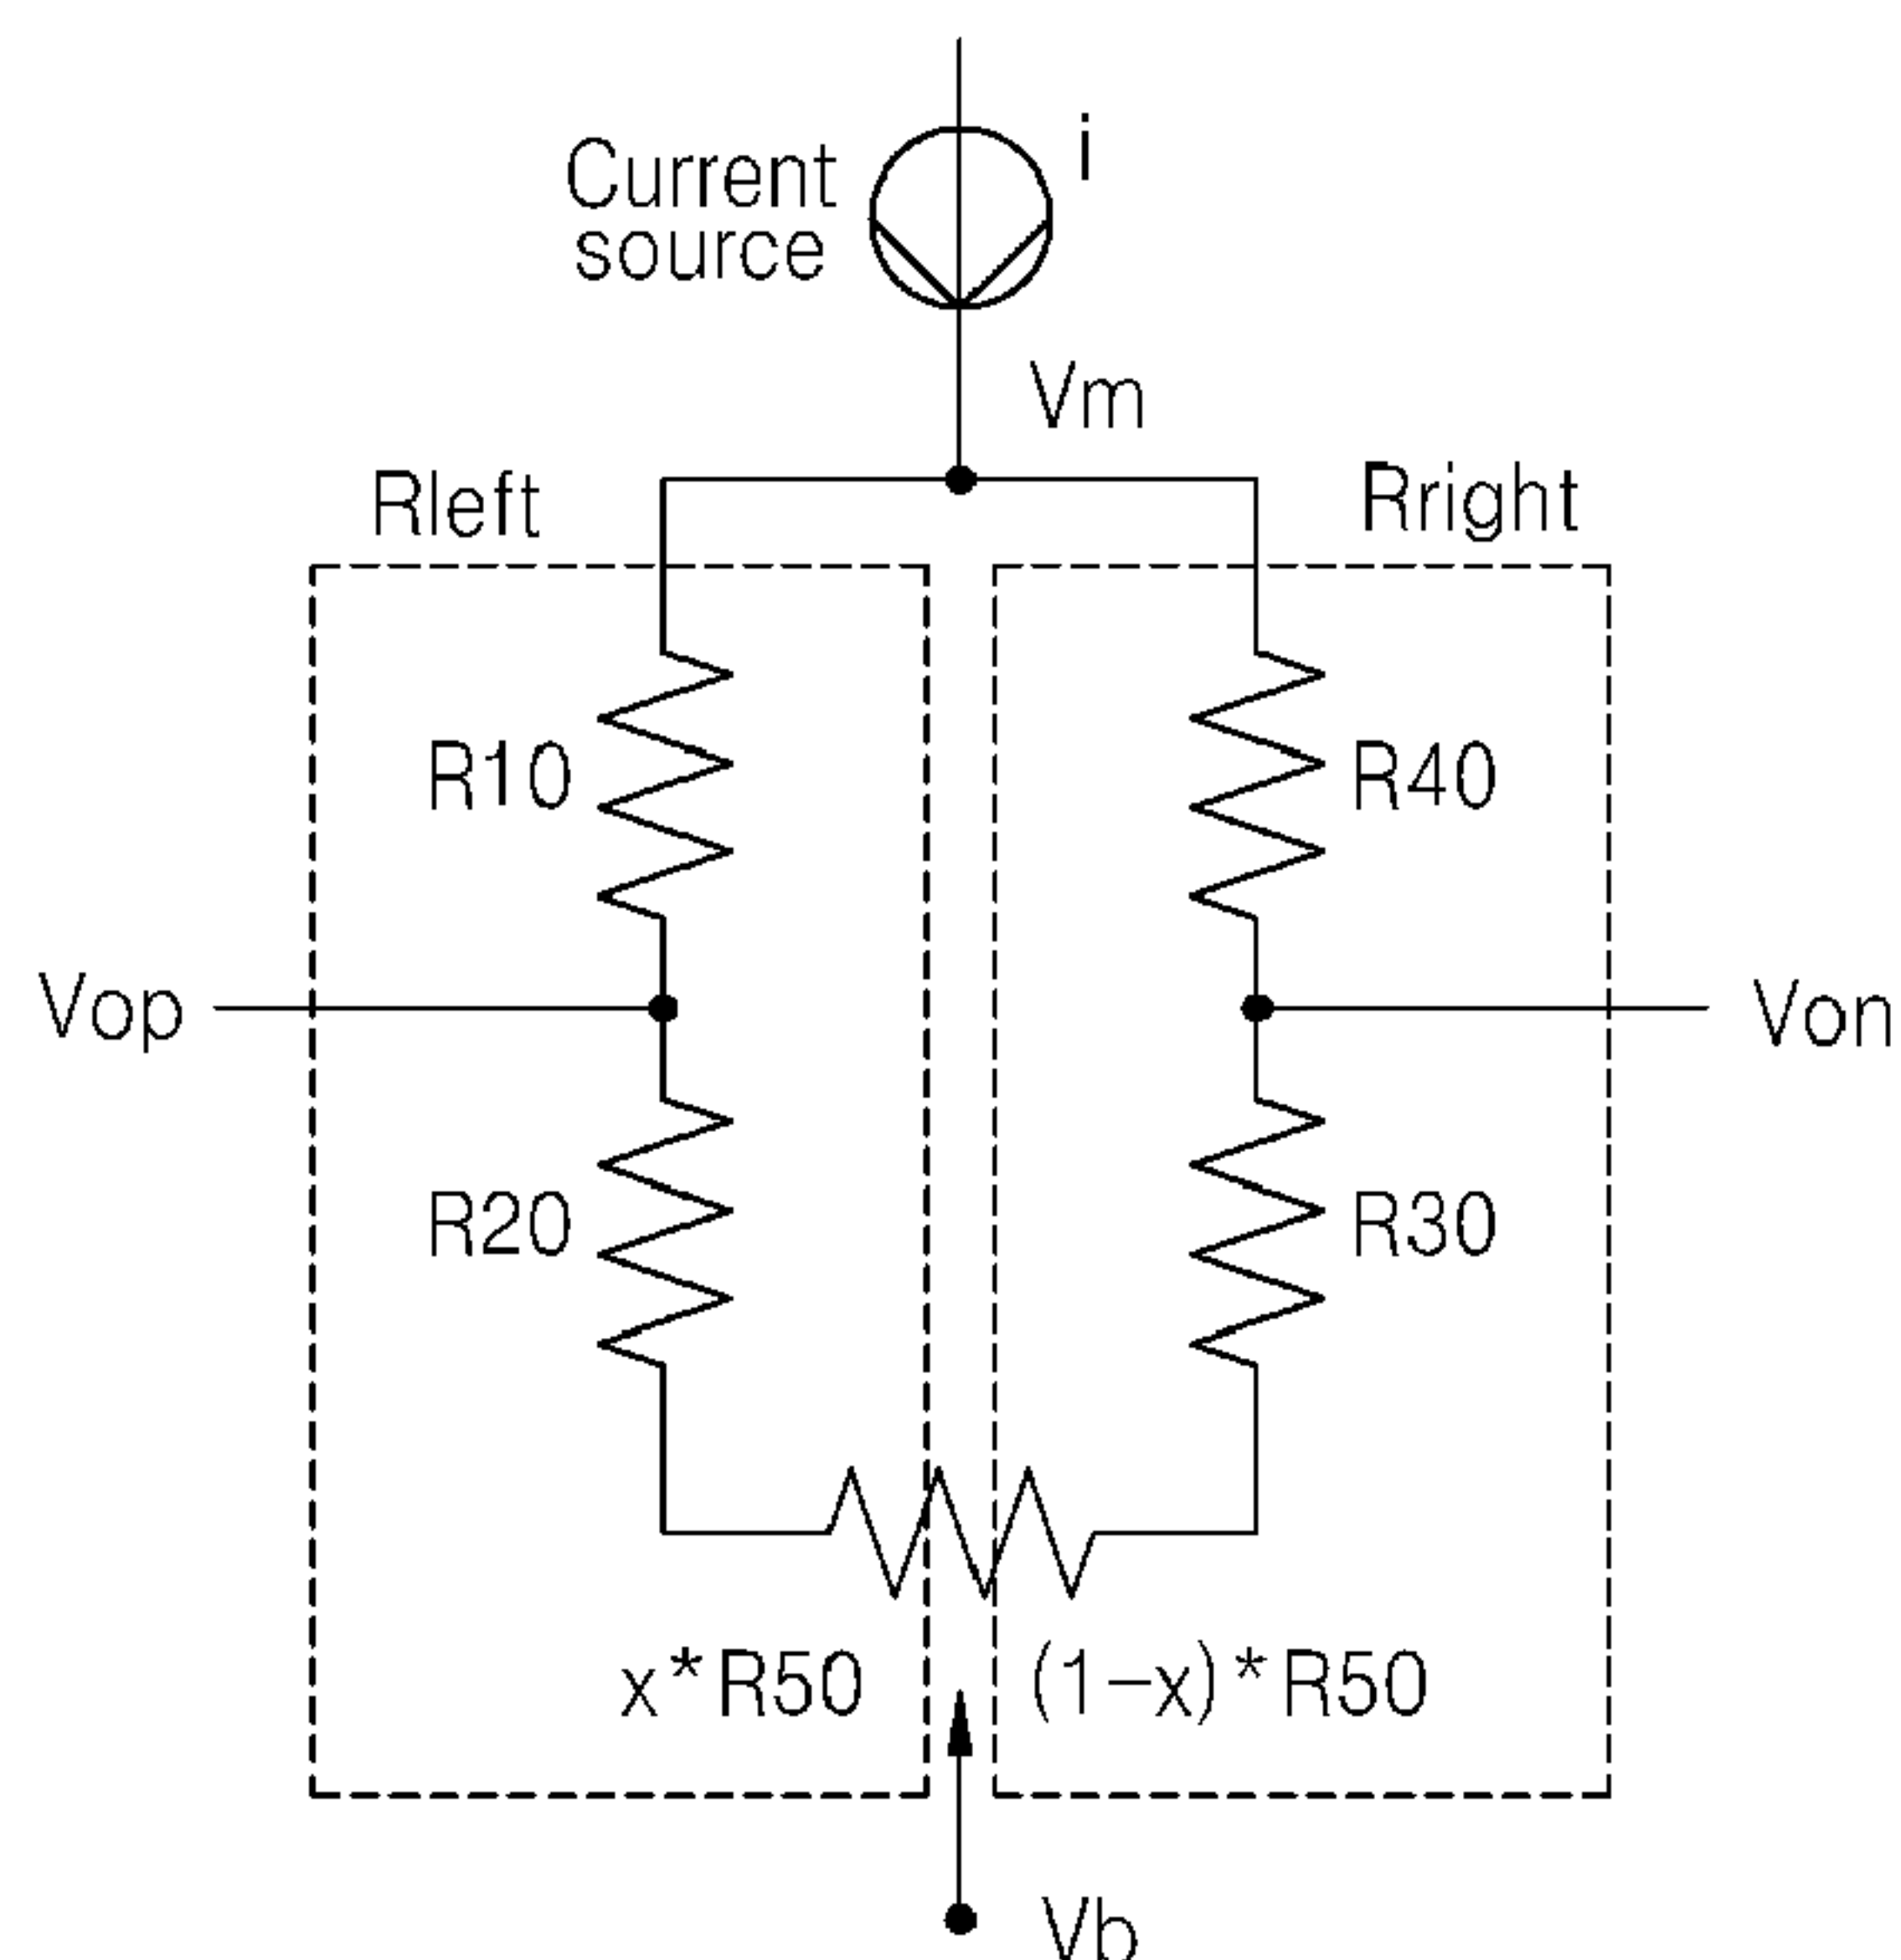 Current
source
i
Vm
Rleft
Rright
R10
R40
Vop
Von
R20
R30
x*R50
(1-x)*R50
Vb